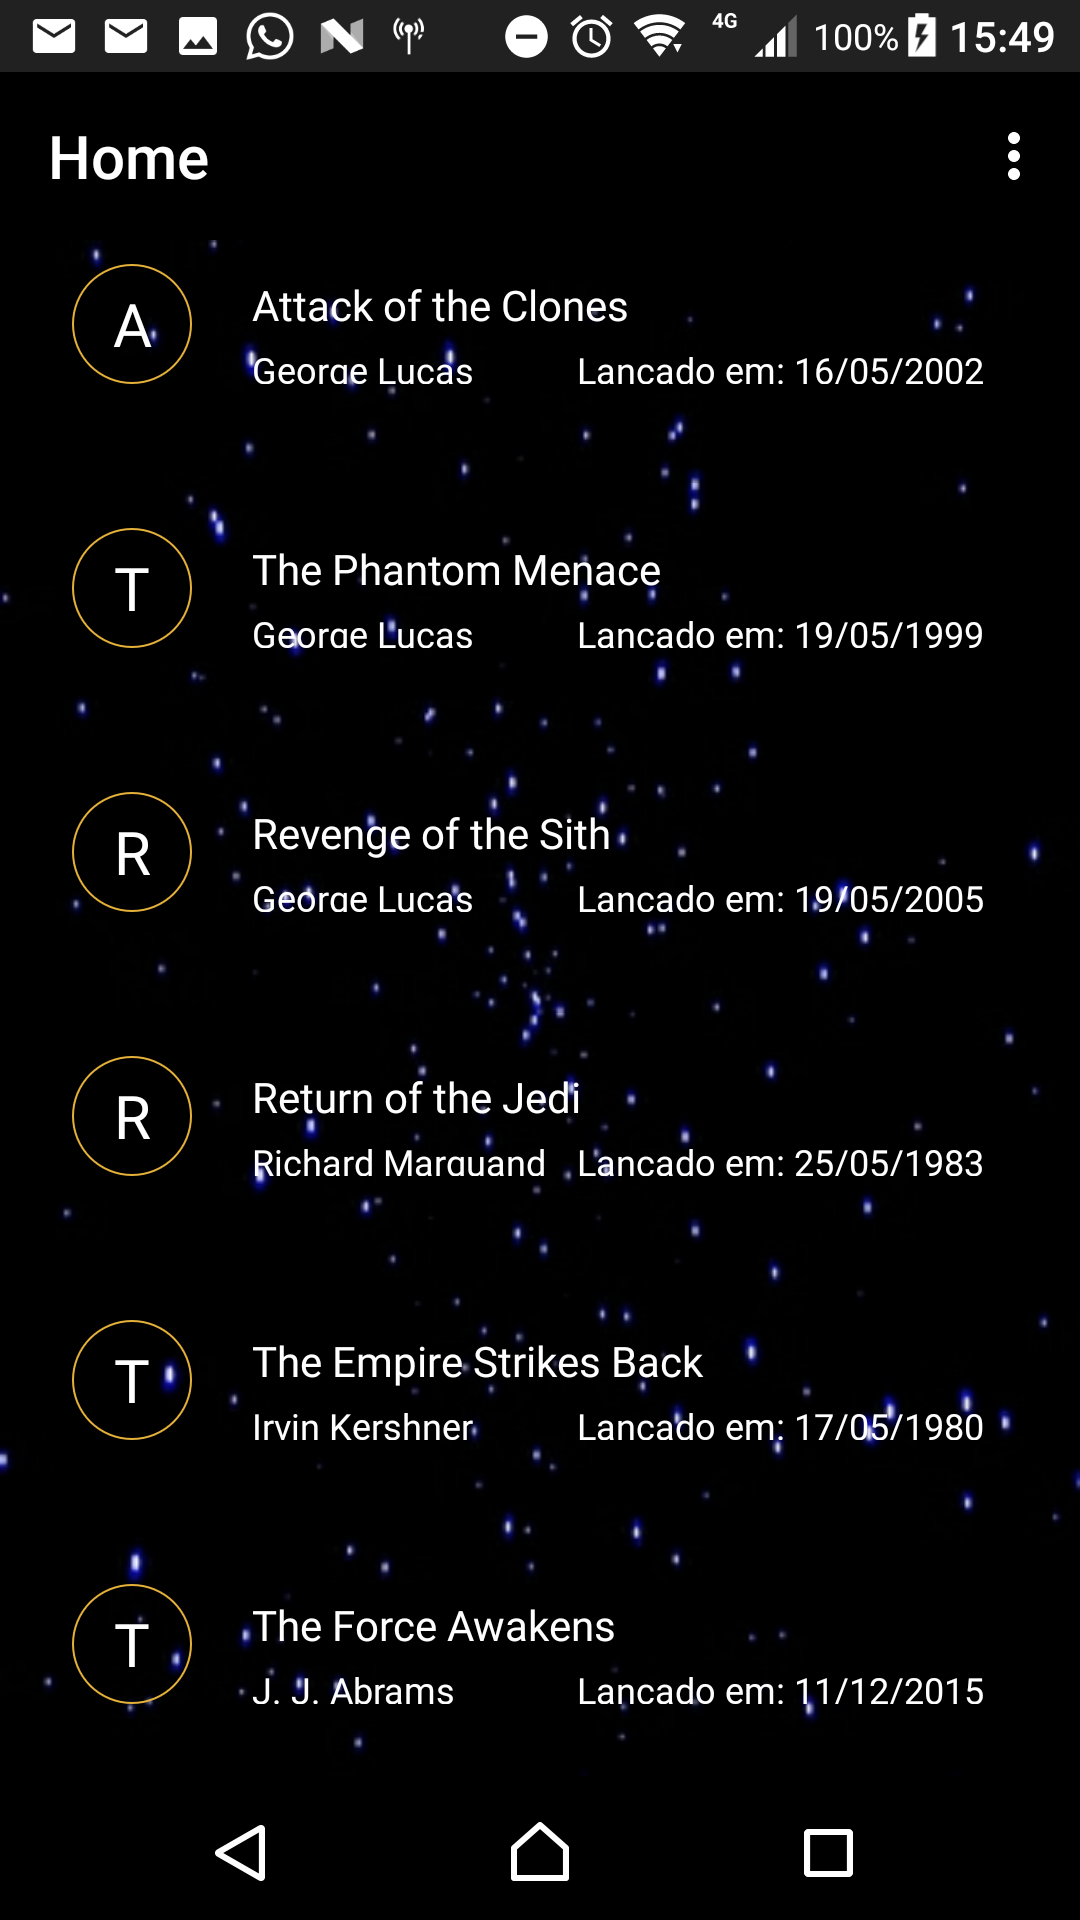 4G 100% 15:49
Home
A
Attack of the Clones
George Lucas Lancado em: 16/05/2002
T
The Phantom Menace
George Lucas Lancado em: 19/05/1999
R
Revenge of the Sith
George Lucas Lancado em: 19/05/2005
R
Return of the Jedi
Richard Marquand Lancado em: 25/05/1983
T
The Empire Strikes Back
Irvin Kershner Lancado em: 17/05/1980
T
The Force Awakens
J. J. Abrams Lancado em: 11/12/2015